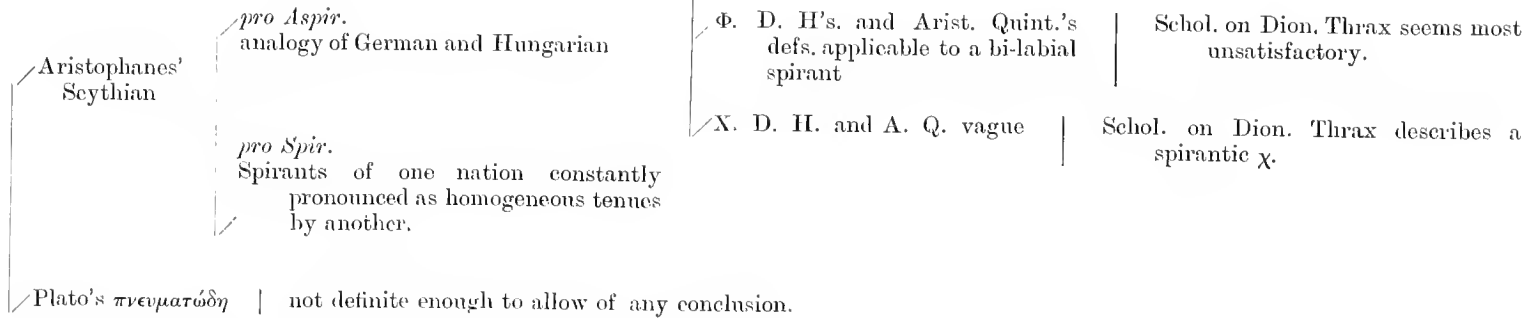 pro Aspir.
analogy of German and Hungarian
Aristophanes'
Scythian
pro Spir.
Spirants of one nation constantly
pronounced as homogeneous tenues
by another.
Plato's πνευματώδη | not definite enough to allow of any conclusion.
Φ. D. H's. and Arist. Quint.'s
defs. applicable to a bi-labial
spirant
Schol. on Dion. Thrax seems most
unsatisfactory.
X. D. H. and A. Q. vague
Schol. on Dion. Thrax describes a
spirantic χ.